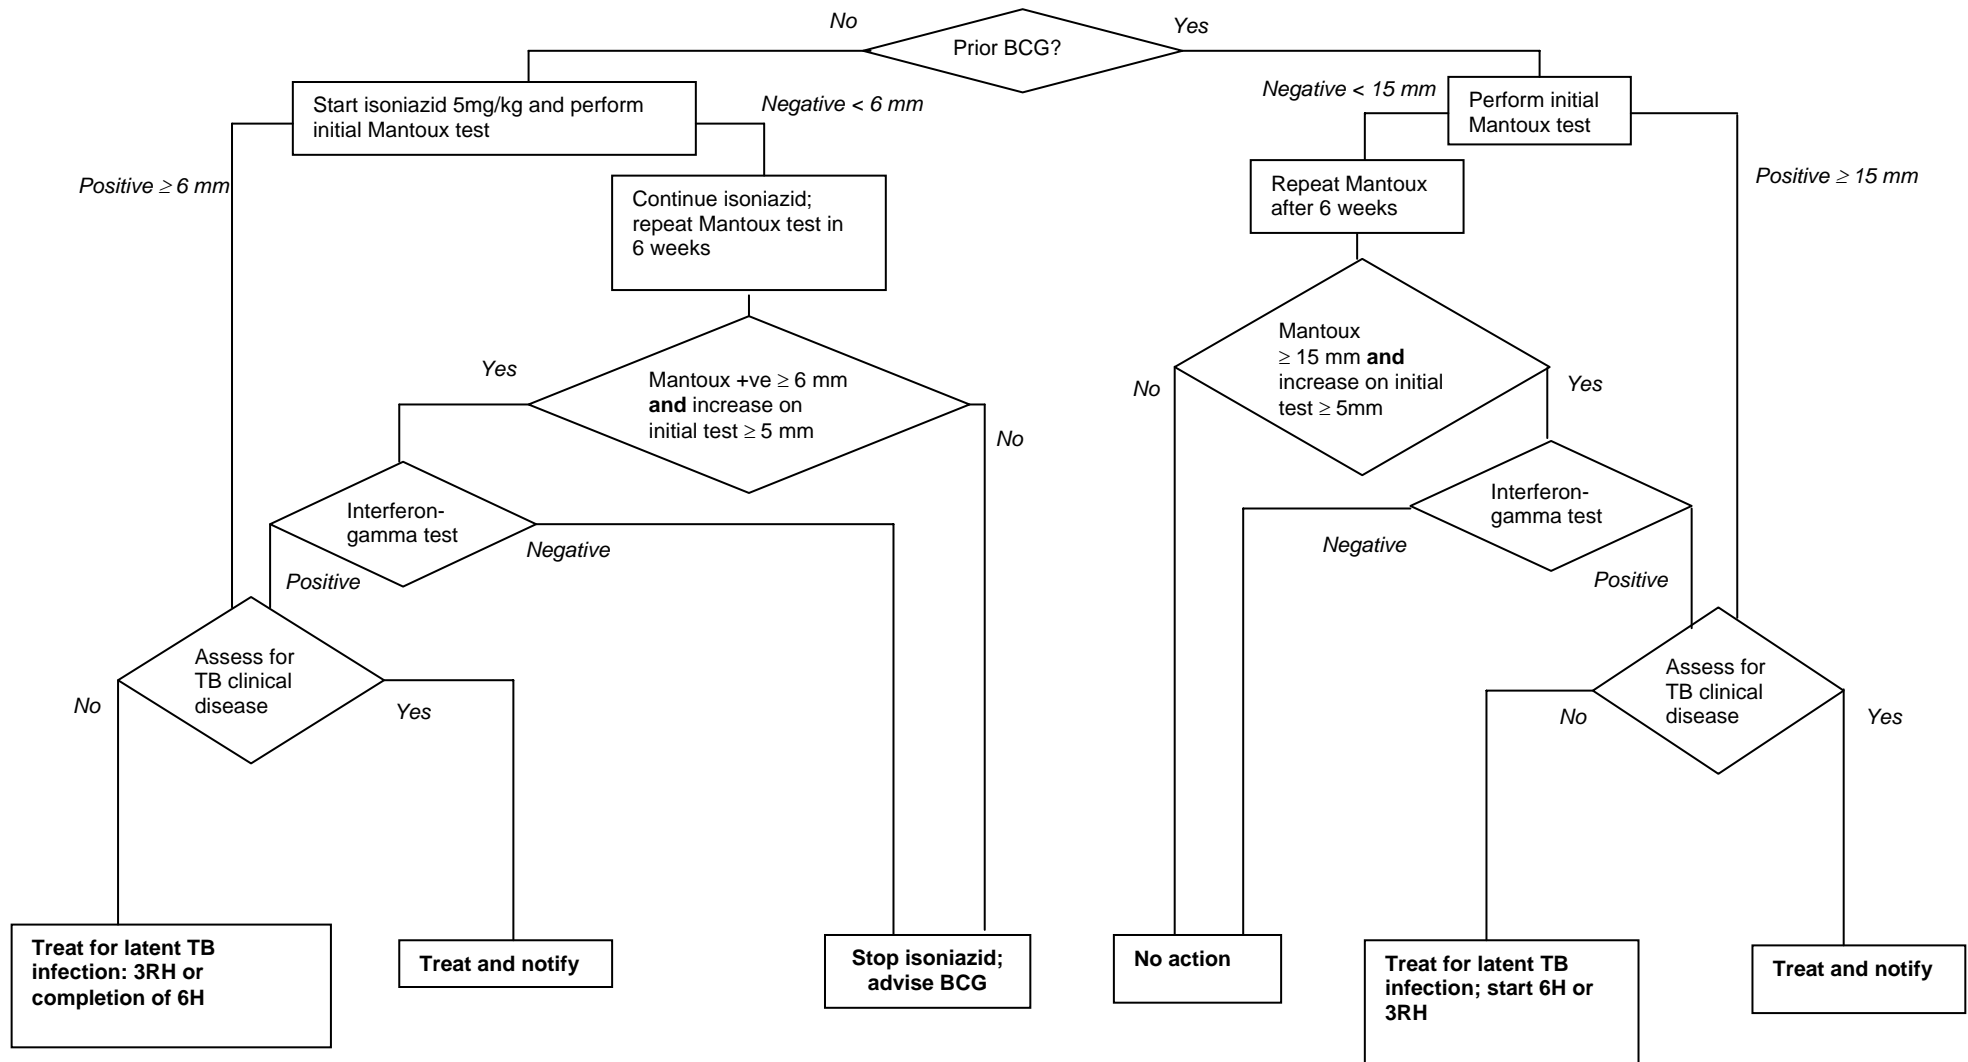 No
Yes
Prior BCG?
Start isoniazid 5mg/kg and perform
initial Mantoux test
Negative < 6 mm
Negative < 15 mm
Perform initial
Mantoux test
Positive ≥ 6 mm
Continue isoniazid;
repeat Mantoux test in
6 weeks
Repeat Mantoux
after 6 weeks
Positive ≥ 15 mm
Yes
Mantoux +ve ≥ 6 mm
and increase on
initial test ≥ 5 mm
No
Mantoux
≥ 15 mm and
increase on initial
test ≥ 5mm
No
Yes
Interferon-
gamma test
Negative
Positive
Interferon-
gamma test
Negative
Positive
Assess for
TB clinical
disease
No
Yes
Assess for
TB clinical
disease
No
Yes
Treat for latent TB
infection: 3RH or
completion of 6H
Treat and notify
Stop isoniazid;
advise BCG
No action
Treat for latent TB
infection; start 6H or
3RH
Treat and notify